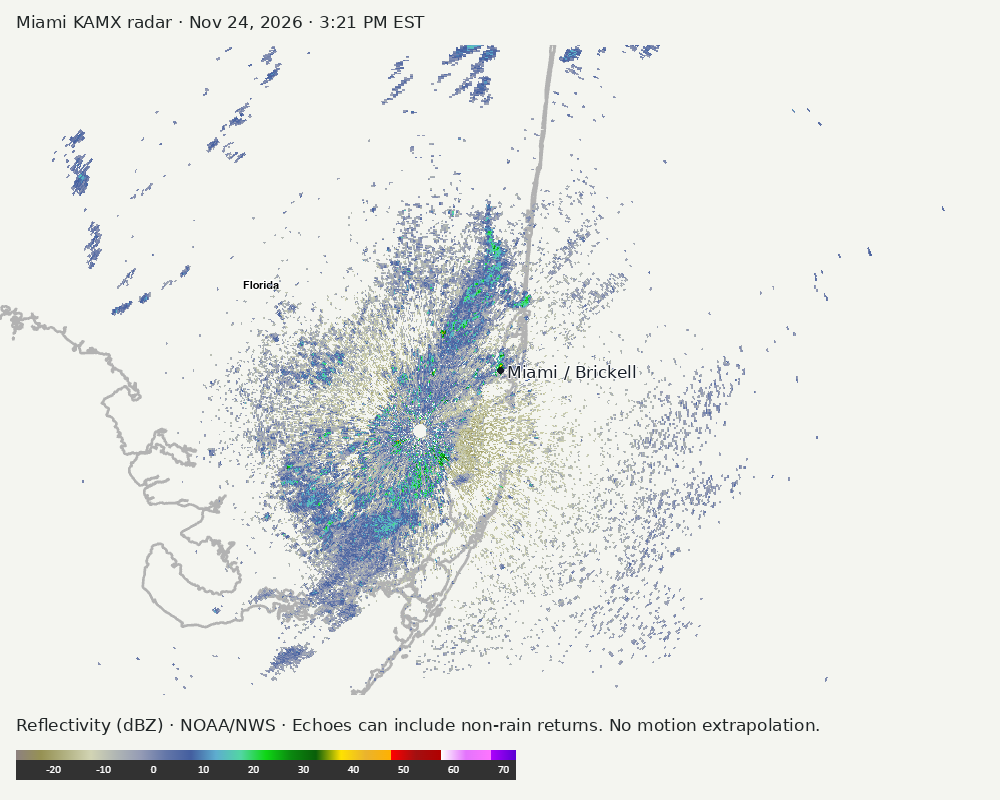 Miami KAMX radar · Nov 24, 2026 · 3:21 PM EST
Florida
Miami / Brickell
Reflectivity (dBZ) · NOAA/NWS · Echoes can include non-rain returns. No motion extrapolation.
-20 -10 0 10 20 30 40 50 60 70